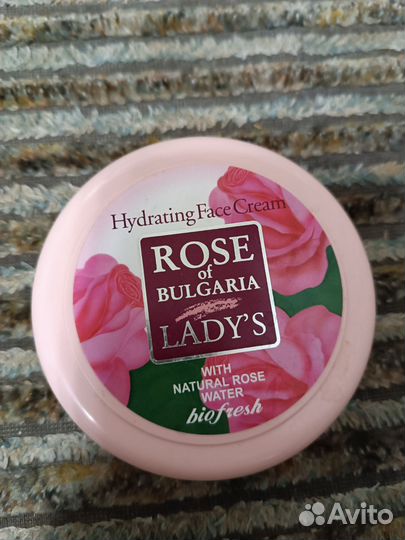 Hydrating Face Cream
ROSE
of
BULGARIA
LADY'S
WITH
NATURAL ROSE
WATER
biofresh
Avito